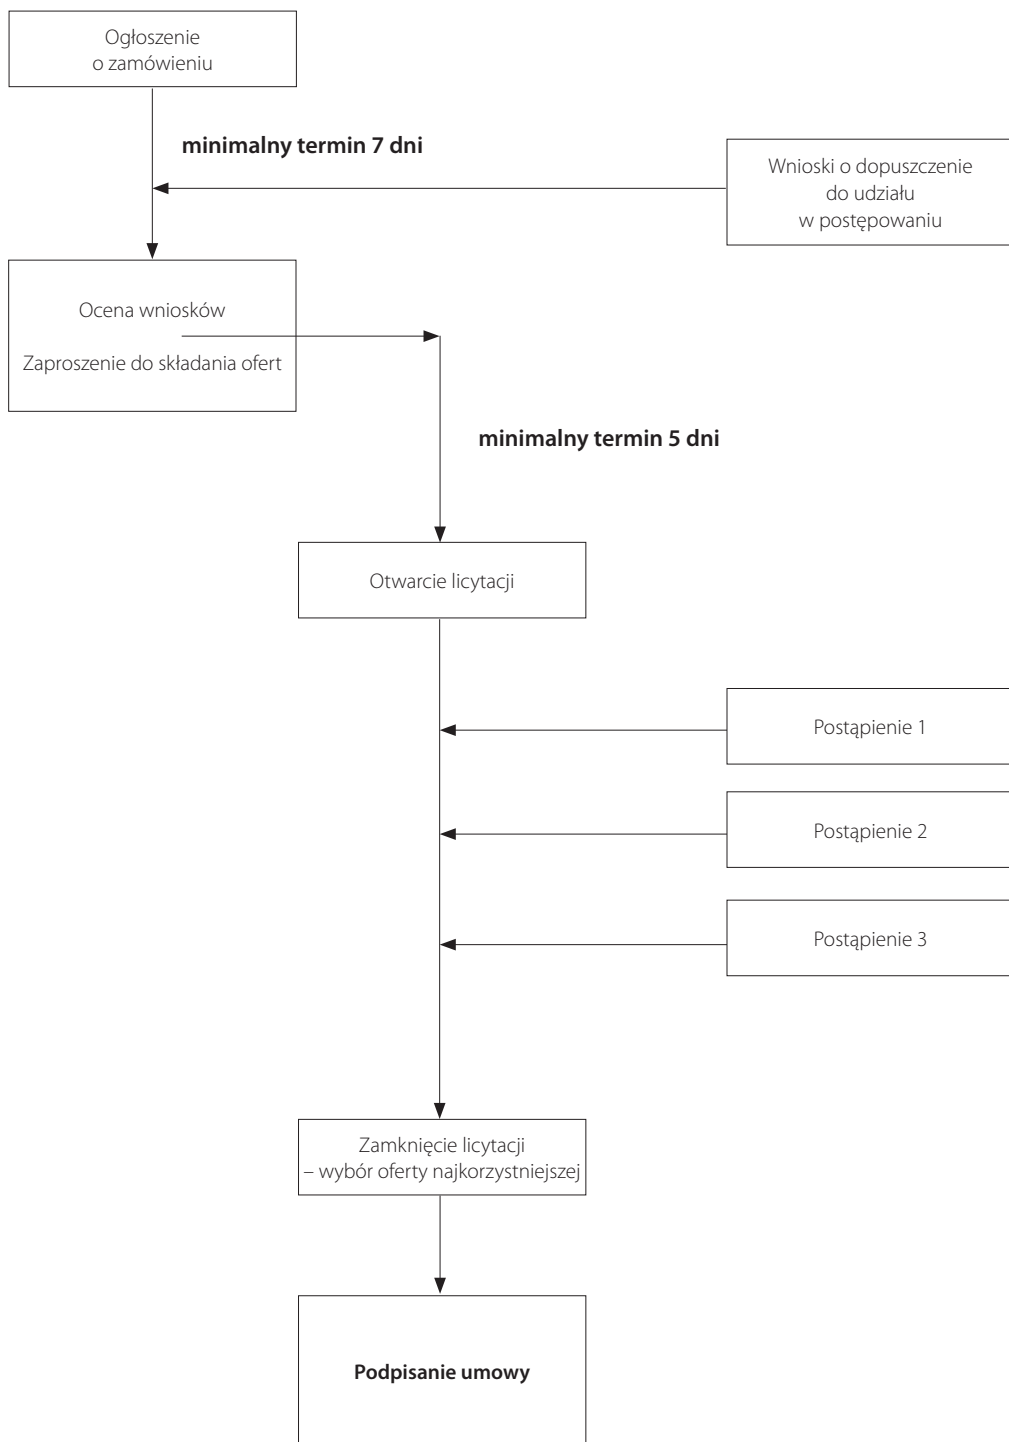 Ogłoszenie
o zamówieniu
minimalny termin 7 dni
Wnioski o dopuszczenie
do udziału
w postępowaniu
Ocena wniosków
Zaproszenie do składania ofert
minimalny termin 5 dni
Otwarcie licytacji
Postąpienie 1
Postąpienie 2
Postąpienie 3
Zamknięcie licytacji
– wybór oferty najkorzystniejszej
Podpisanie umowy